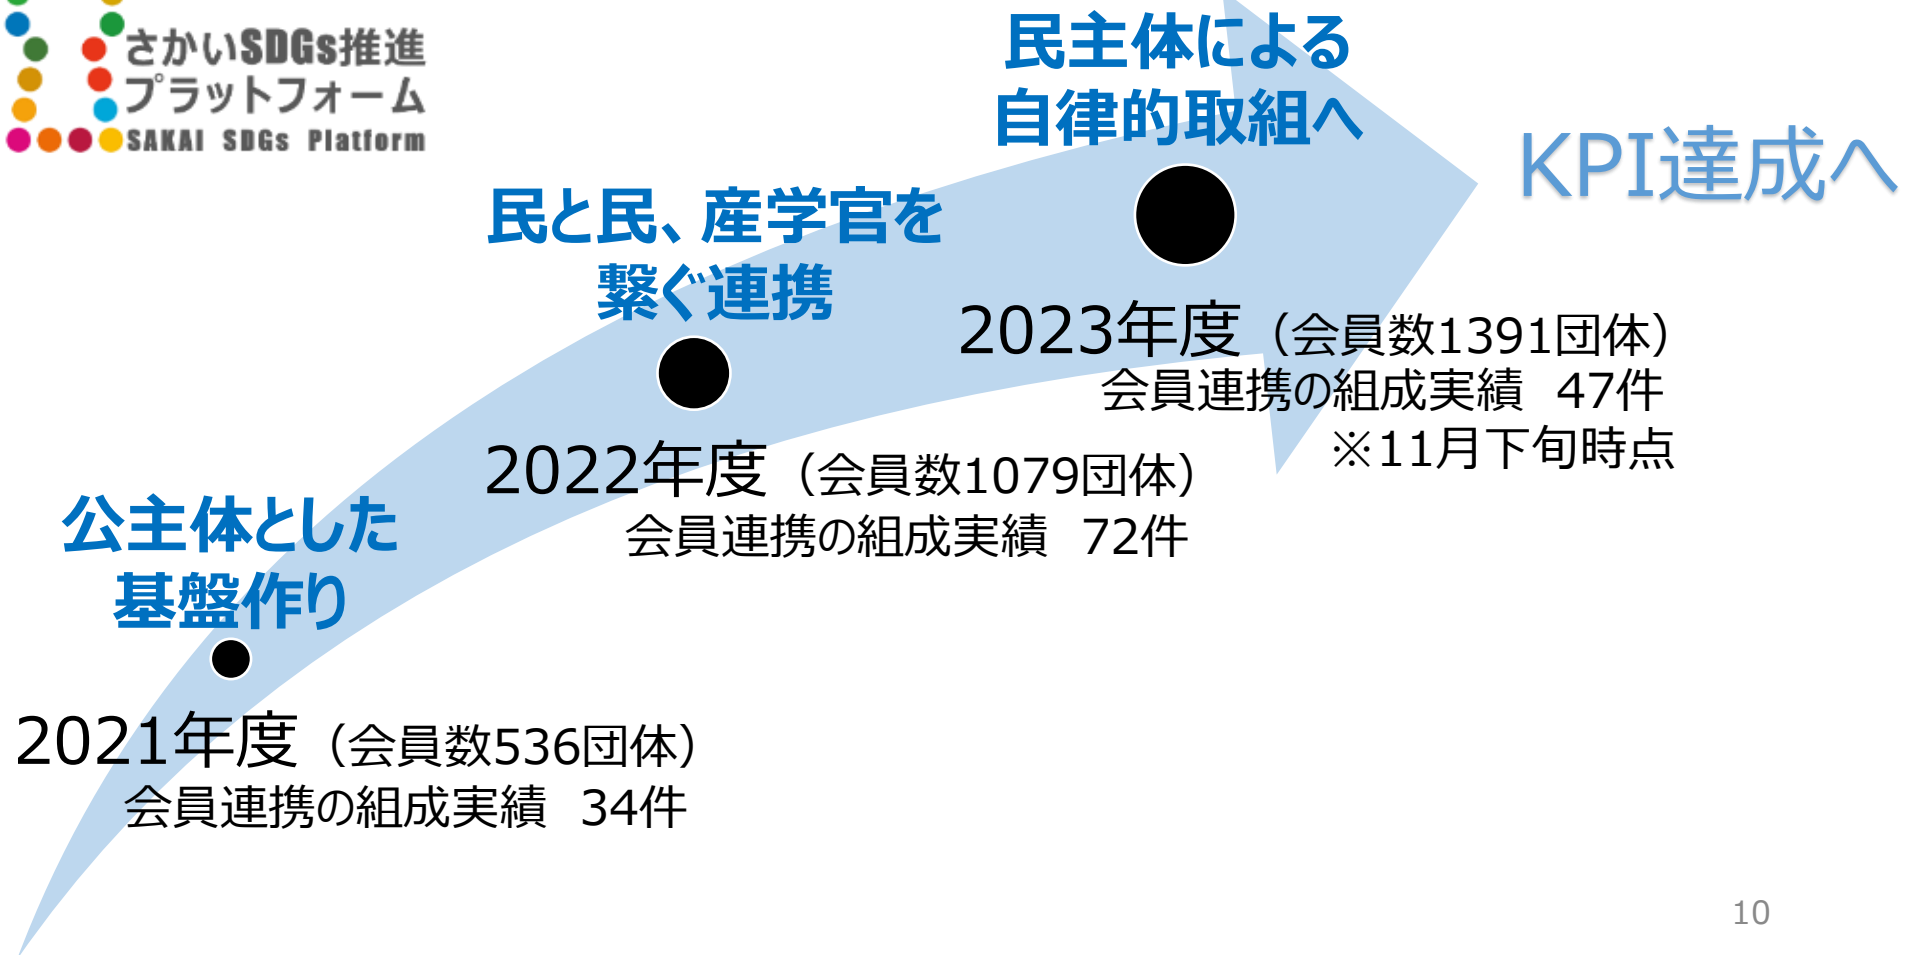 さかいSDGs推進
プラットフォーム
SAKAI SDGs Platform
民主体による
自律的取組へ
KPI達成へ
民と民、産学官を
繋ぐ連携
2023年度（会員数1391団体）
会員連携の組成実績 47件
※11月下旬時点
2022年度（会員数1079団体）
会員連携の組成実績 72件
公主体とした
基盤作り
2021年度（会員数536団体）
会員連携の組成実績 34件
10